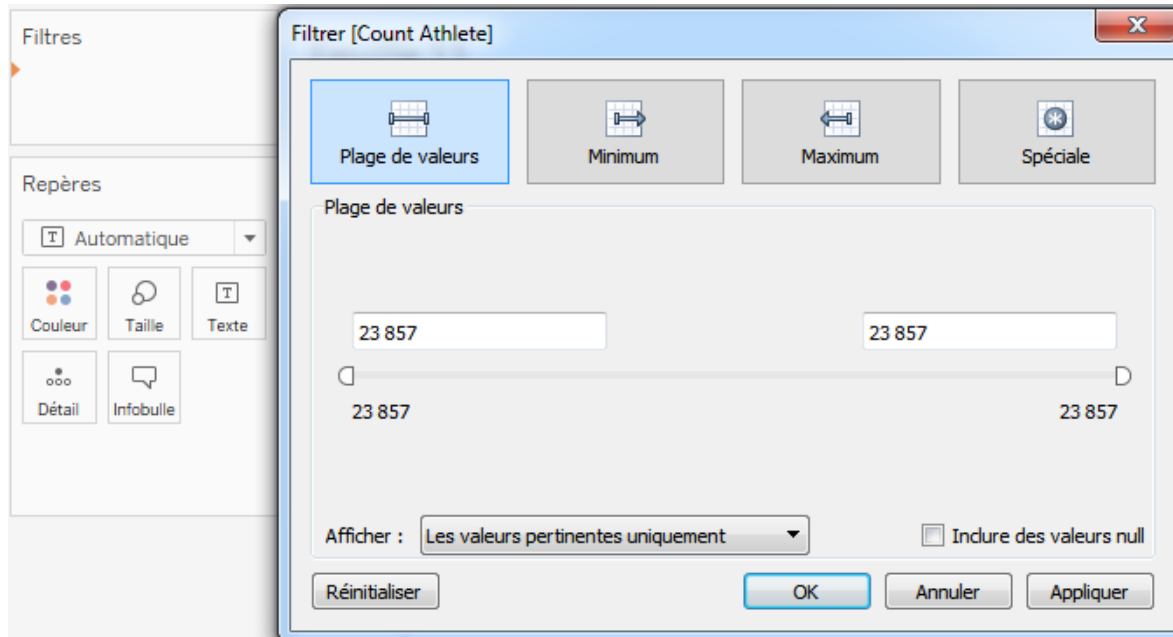 Filtres
Repères
Automatique
Couleur
Taille
Texte
Détail
Infobulle
Filtrer [Count Athlete]
Plage de valeurs
Minimum
Maximum
Spéciale
Plage de valeurs
23 857
23 857
23 857
23 857
Afficher :
Les valeurs pertinentes uniquement
Inclure des valeurs null
Réinitialiser
OK
Annuler
Appliquer